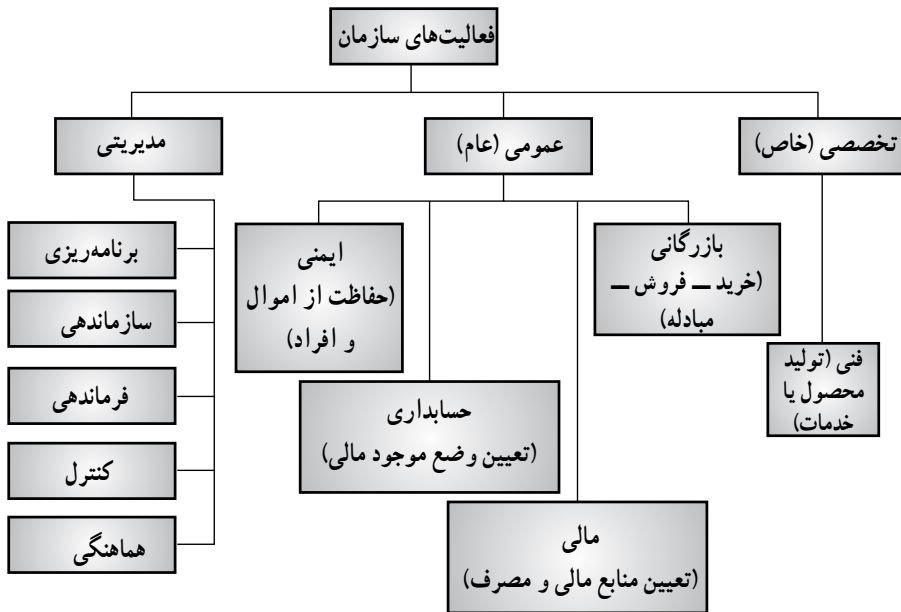 فعالیت‌های سازمان
تخصصی (خاص)
عمومی (عام)
مدیریتی
فنی (تولید
محصول یا
خدمات)
بازرگانی
(خرید ــ فروش ــ
مبادله)
مالی
(تعیین منابع مالی و مصرف)
حسابداری
(تعیین وضع موجود مالی)
ایمنی
(حفاظت از اموال
و افراد)
برنامه‌ریزی
سازماندهی
فرماندهی
کنترل
هماهنگی